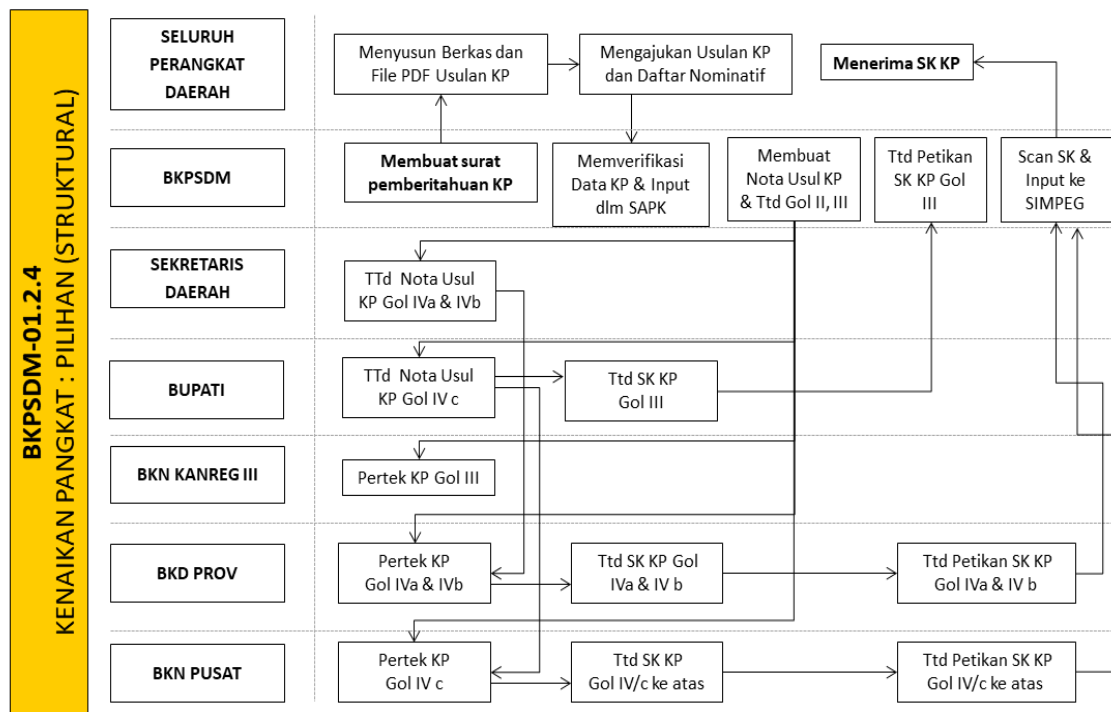 BKPSDM-01.2.4
KENAIKAN PANGKAT : PILIHAN (STRUKTURAL)
SELURUH
PERANGKAT
DAERAH
Menyusun Berkas dan
File PDF Usulan KP
Mengajukan Usulan KP
dan Daftar Nominatif
Menerima SK KP
BKPSDM
Membuat surat
pemberitahuan KP
Memverifikasi
Data KP & Input
dlm SAPK
Membuat
Nota Usul KP
& Ttd Gol II, III
Ttd Petikan
SK KP Gol
III
Scan SK &
Input ke
SIMPEG
SEKRETARIS
DAERAH
TTd Nota Usul
KP Gol IVa & IVb
BUPATI
TTd Nota Usul
KP Gol IV c
Ttd SK KP
Gol III
BKN KANREG III
Pertek KP Gol III
BKD PROV
Pertek KP
Gol IVa & IVb
Ttd SK KP Gol
IVa & IV b
Ttd Petikan SK KP
Gol IVa & IV b
BKN PUSAT
Pertek KP
Gol IV c
Ttd SK KP
Gol IV/c ke atas
Ttd Petikan SK KP
Gol IV/c ke atas